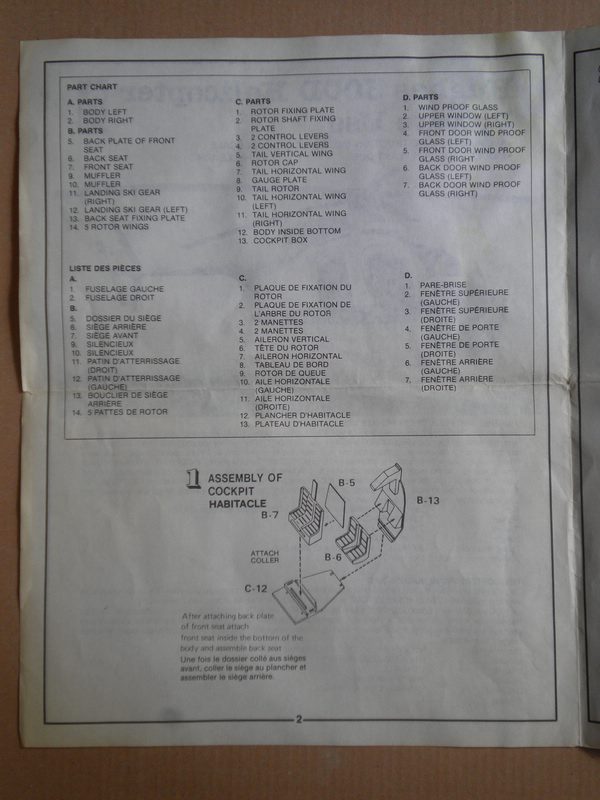 PART CHART
A. PARTS
1. BODY LEFT
2. BODY RIGHT
B. PARTS
5. BACK PLATE OF FRONT
SEAT
6. BACK SEAT
7. FRONT SEAT
9. MUFFLER
10. MUFFLER
11. LANDING SKI GEAR
(RIGHT)
12. LANDING SKI GEAR (LEFT)
13. BACK SEAT FIXING PLATE
14. 5 ROTOR WINGS
C. PARTS
1. ROTOR FIXING PLATE
2. ROTOR SHAFT FIXING
PLATE
3. 2 CONTROL LEVERS
4. 2 CONTROL LEVERS
5. TAIL VERTICAL WING
6. ROTOR CAP
7. TAIL HORIZONTAL WING
8. GAUGE PLATE
9. TAIL ROTOR
10. TAIL HORIZONTAL WING
(LEFT)
11. TAIL HORIZONTAL WING
(RIGHT)
12. BODY INSIDE BOTTOM
13. COCKPIT BOX
D. PARTS
1. WIND PROOF GLASS
2. UPPER WINDOW (LEFT)
3. UPPER WINDOW (RIGHT)
4. FRONT DOOR WIND PROOF
GLASS (LEFT)
5. FRONT DOOR WIND PROOF
GLASS (RIGHT
6. BACK DOOR WIND PROOF
GLASS (LEFT)
7. BACK DOOR WIND PROOF
GLASS (RIGHT)
LISTE DES PIÈCES
A.
1. FUSELAGE GAUCHE
2. FUSELAGE DROIT
B.
5. DOSSIER DU SIÈGE
6. SIÈGE ARRIÈRE
7. SIÈGE AVANT
9. SILENCIEUX
10. SILENCIEUX
11. PATIN D'ATTERRISSAGE
(DROIT)
12. PATIN D'ATTERISSAGE
(GAUCHE)
13. BOUCLIER DE SIÈGE
ARRIÈRE
14. 5 PATTES DE ROTOR
C.
1. PLAQUE DE FIXATION DU
ROTOR
2. PLAQUE DE FIXATION DE
L'ARBRE DU ROTOR
3. 2 MANETTES
4. 2 MANETTES
5. AILERON VERTICAL
6. TÊTE DU ROTOR
7. AILERON HORIZONTAL
8. TABLEAU DE BORD
9. ROTOR DE QUEUE
10. AILE HORIZONTALE
(GAUCHE)
11. AILE HORIZONTALE
(DROITE)
12. PLANCHER D'HABITACLE
13. PLATEAU D'HABITACLE
D.
1. PARE-BRISE
2. FENÊTRE SUPÉRIEURE
(GAUCHE)
3. FENÊTRE SUPÉRIEURE
(DROITE)
4. FENÊTRE DE PORTE
(GAUCHE)
5. FENÊTRE DE PORTE
(DROITE)
6. FENÊTRE ARRIÈRE
(GAUCHE)
7. FENÊTRE ARRIÈRE
(DROITE)
1 ASSEMBLY OF
COCKPIT
HABITACLE
B-5
B-7
B-13
ATTACH
COLLER
B-6
C-12
After attaching back plate
of front seat attach
front seat inside the bottom of the
body and assemble back seat
Une fois le dossier collé aux sièges
avant, coller le siège au plancher et
assembler le siège arrière.
2